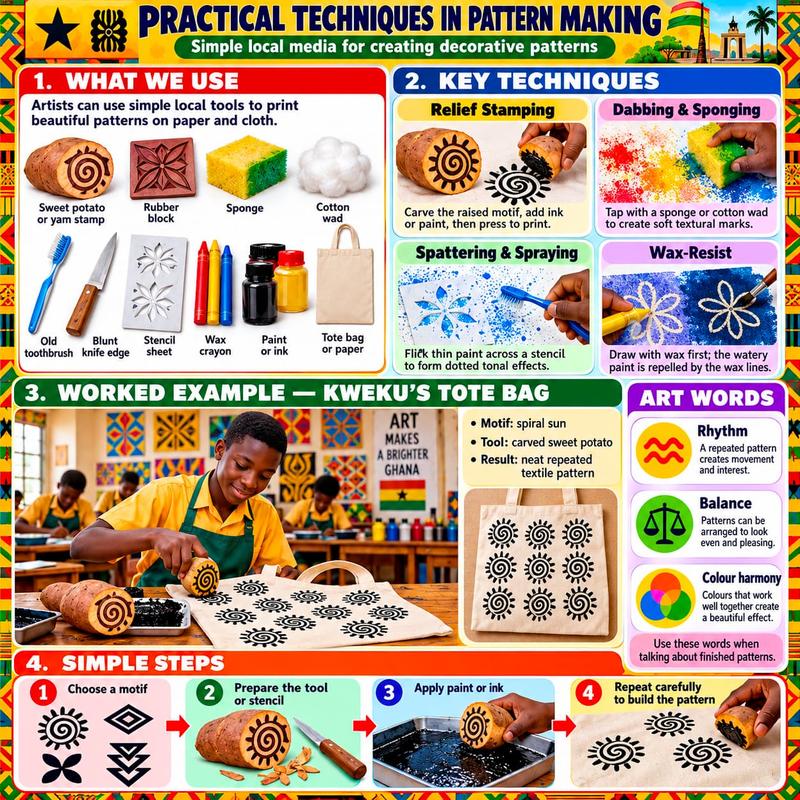 PRACTICAL TECHNIQUES IN PATTERN MAKING
Simple local media for creating decorative patterns
1. WHAT WE USE
Artists can use simple local tools to print
beautiful patterns on paper and cloth.
Sweet potato
or yam stamp
Rubber
block
Sponge
Cotton
wad
Old
toothbrush
Blunt
knife edge
Stencil
sheet
Wax
crayon
Paint
or ink
Tote bag
or paper
2. KEY TECHNIQUES
Relief Stamping
Carve the raised motif, add ink
or paint, then press to print.
Dabbing & Sponging
Tap with a sponge or cotton wad
to create soft textural marks.
Spattering & Spraying
Flick thin paint across a stencil
to form dotted tonal effects.
Wax-Resist
Draw with wax first; the watery
paint is repelled by the wax lines.
3. WORKED EXAMPLE — KWEKU'S TOTE BAG
ART
MAKES
A BRIGHTER
GHANA
• Motif: spiral sun
• Tool: carved sweet potato
• Result: neat repeated
textile pattern
ART WORDS
Rhythm
A repeated pattern
creates movement
and interest.
Balance
Patterns can be
arranged to look
even and pleasing.
Colour harmony
Colours that work
well together create
a beautiful effect.
Use these words when
talking about finished patterns.
4. SIMPLE STEPS
1 Choose a motif
2 Prepare the tool
or stencil
3 Apply paint or ink
4 Repeat carefully
to build the pattern